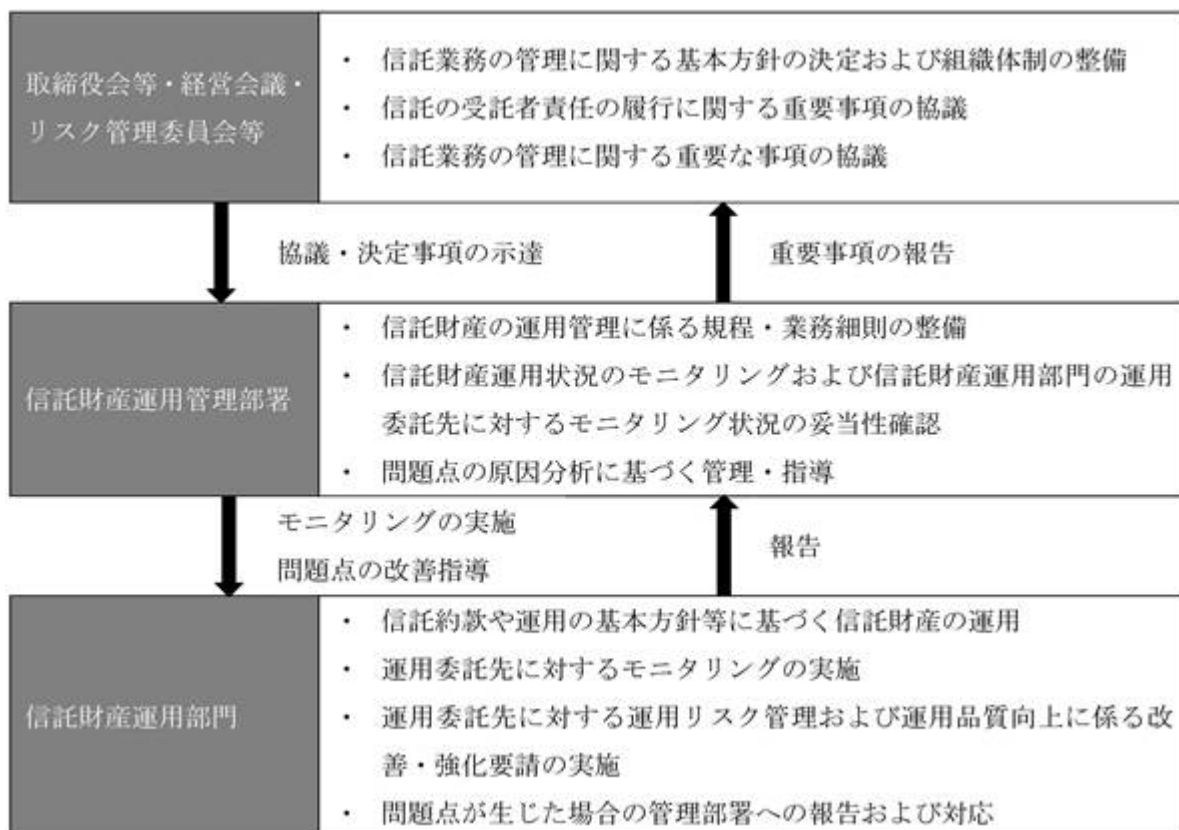 取締役会等・経営会議・
リスク管理委員会等
・ 信託業務の管理に関する基本方針の決定および組織体制の整備
・ 信託の受託者責任の履行に関する重要事項の協議
・ 信託業務の管理に関する重要な事項の協議
協議・決定事項の示達
重要事項の報告
信託財産運用管理部署
・ 信託財産の運用管理に係る規程・業務細則の整備
・ 信託財産運用状況のモニタリングおよび信託財産運用部門の運用
委託先に対するモニタリング状況の妥当性確認
・ 問題点の原因分析に基づく管理・指導
モニタリングの実施
問題点の改善指導
報告
信託財産運用部門
・ 信託約款や運用の基本方針等に基づく信託財産の運用
・ 運用委託先に対するモニタリングの実施
・ 運用委託先に対する運用リスク管理および運用品質向上に係る改
善・強化要請の実施
・ 問題点が生じた場合の管理部署への報告および対応